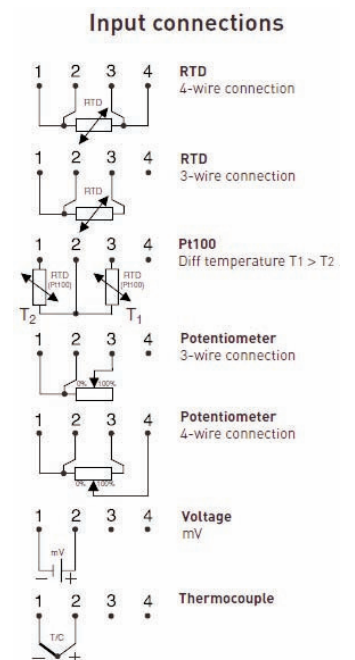 Input connections
1 2 3 4 RTD
4-wire connection
RTD
1 2 3 4 RTD
3-wire connection
RTD
1 2 3 4 Pt100
Diff temperature T1 > T2
RTD RTD
(Pt100) (Pt100)
T2 T1
1 2 3 4 Potentiometer
3-wire connection
0% 100%
1 2 3 4 Potentiometer
4-wire connection
0% 100%
1 2 3 4 Voltage
mV
mV
− +
1 2 3 4 Thermocouple
T/C
− +